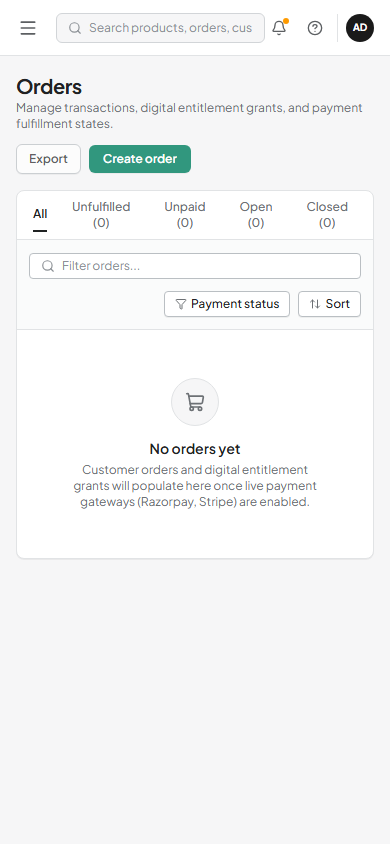 Search products, orders, cus
AD
Orders
Manage transactions, digital entitlement grants, and payment
fulfillment states.
Export
Create order
All
Unfulfilled
(0)
Unpaid
(0)
Open
(0)
Closed
(0)
Filter orders...
Payment status
Sort
No orders yet
Customer orders and digital entitlement
grants will populate here once live payment
gateways (Razorpay, Stripe) are enabled.